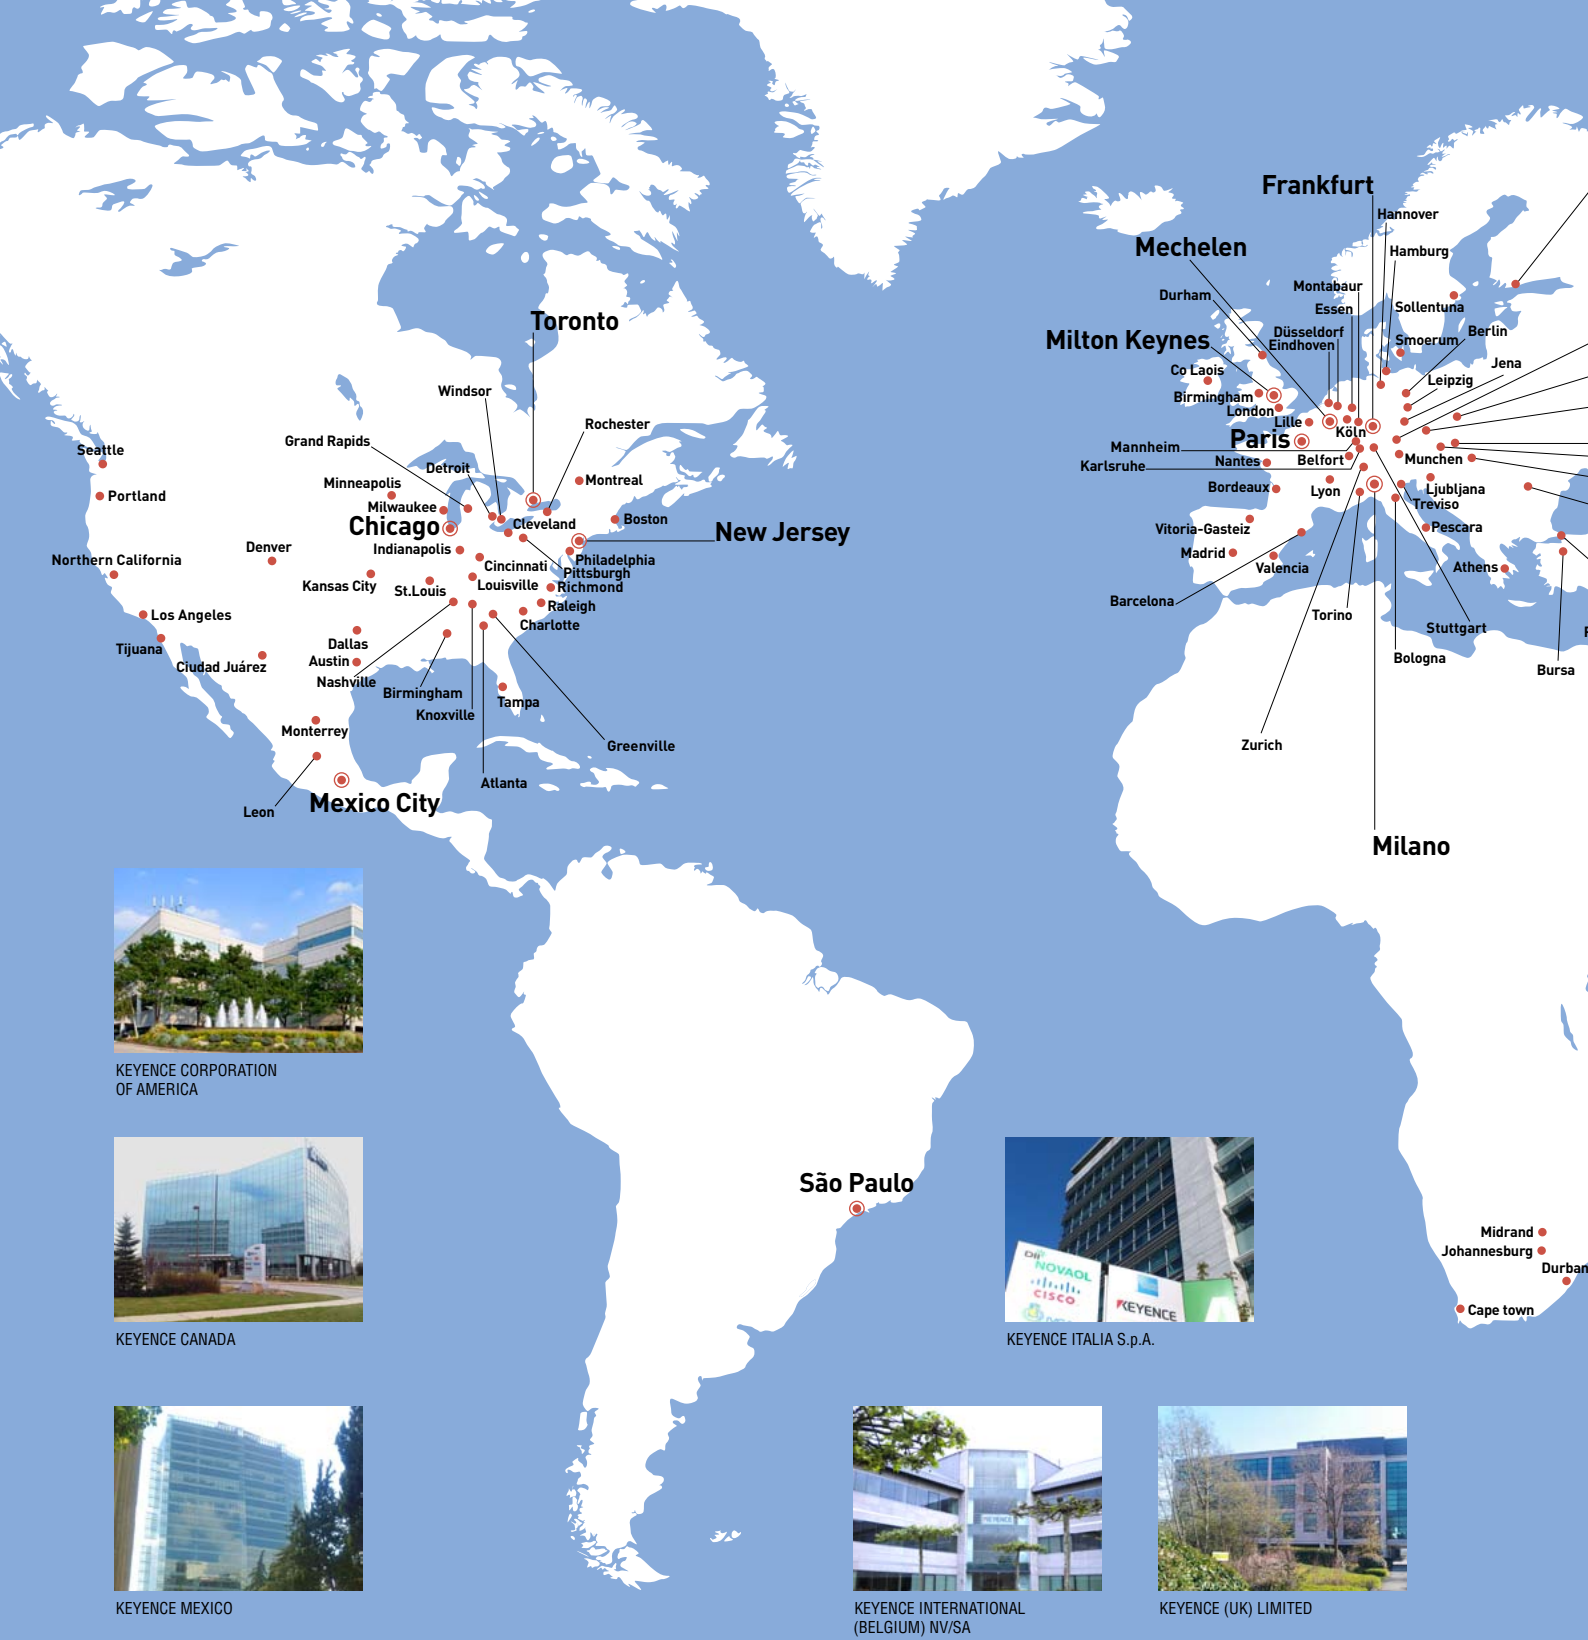 Frankfurt
Hannover
Mechelen
Hamburg
Durham
Montabaur
Essen
Sollentuna
Toronto
Milton Keynes
Düsseldorf
Eindhoven
Smoerum
Berlin
Co Laois
Jena
Leipzig
Windsor
Birmingham
London
Rochester
Lille
Köln
Grand Rapids
Paris
Seattle
Mannheim
Detroit
Karlsruhe
Nantes
Belfort
Munchen
Minneapolis
Montreal
Bordeaux
Lyon
Ljubljana
Portland
Milwaukee
Treviso
Chicago
Cleveland
Boston
New Jersey
Vitoria-Gasteiz
Pescara
Northern California
Denver
Indianapolis
Philadelphia
Madrid
Cincinnati
Pittsburgh
Valencia
Athens
Kansas City
St.Louis
Louisville
Richmond
Los Angeles
Raleigh
Barcelona
Charlotte
Torino
Tijuana
Dallas
Stuttgart
Ciudad Juárez
Austin
Bologna
Nashville
Birmingham
Bursa
Knoxville
Tampa
Monterrey
Greenville
Zurich
Atlanta
Leon
Mexico City
Milano
KEYENCE CORPORATION
OF AMERICA
São Paulo
Midrand
Johannesburg
Durban
DII
NOVAOL
CISCO
KEYENCE
Cape town
KEYENCE CANADA
KEYENCE ITALIA S.p.A.
KEYENCE
KEYENCE MEXICO
KEYENCE INTERNATIONAL
(BELGIUM) NV/SA
KEYENCE (UK) LIMITED